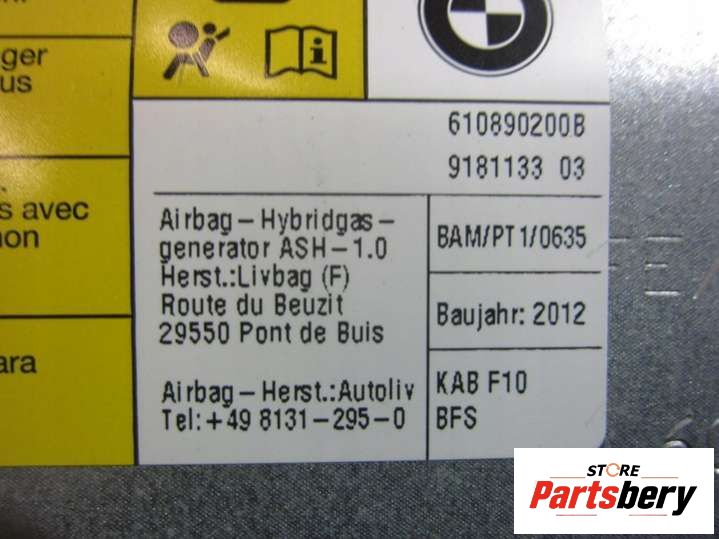 ger
us
s avec
non
ara
610890200B
9181133 03
Airbag-Hybridgas-
generator ASH-1.0
Herst.:Livbag (F)
Route du Beuzit
29550 Pont de Buis
Airbag-Herst.:Autoliv
Tel:+49 8131-295-0
BAM/PT1/0635
Baujahr: 2012
KAB F10
BFS
STORE
Partsbery